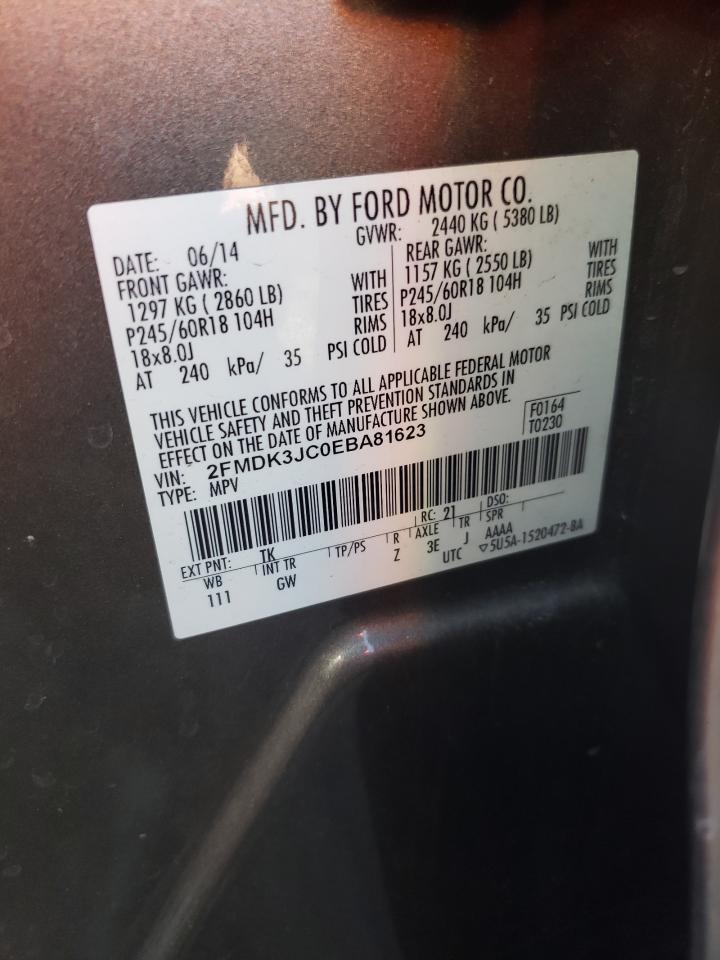 MFD. BY FORD MOTOR CO.
DATE: 06/14 GVWR: 2440 KG ( 5380 LB)
FRONT GAWR: REAR GAWR:
1297 KG ( 2860 LB) WITH 1157 KG ( 2550 LB) WITH
P245/60R18 104H TIRES P245/60R18 104H TIRES
18x8.0J RIMS 18x8.0J RIMS
AT 240 kPa/ 35 PSI COLD AT 240 kPa/ 35 PSI COLD
THIS VEHICLE CONFORMS TO ALL APPLICABLE FEDERAL MOTOR
VEHICLE SAFETY AND THEFT PREVENTION STANDARDS IN
EFFECT ON THE DATE OF MANUFACTURE SHOWN ABOVE.
F0164
T0230
VIN: 2FMDK3JC0EBA81623
TYPE: MPV
EXT PNT: TK RC: 21 DSO:
WB INT TR TP/PS R AXLE TR SPR
111 GW Z 3E J AAAA
UTC ▽5U5A-1520472-BA